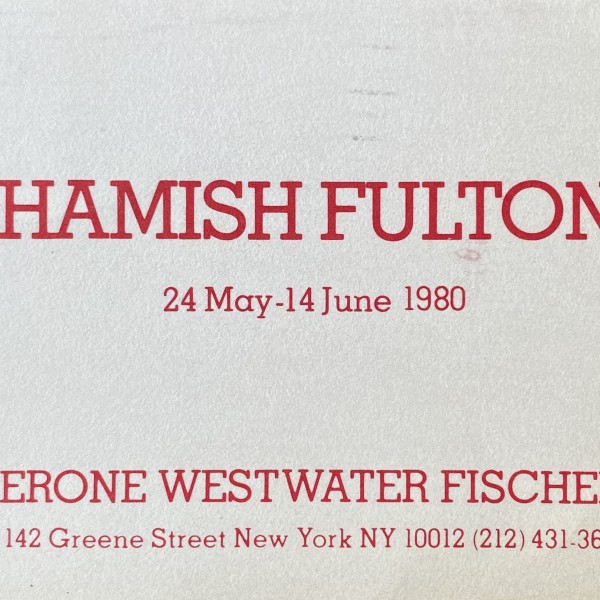 HAMISH FULTON
24 May-14 June 1980
ERONE WESTWATER FISCHE
142 Greene Street New York NY 10012 (212) 431-36